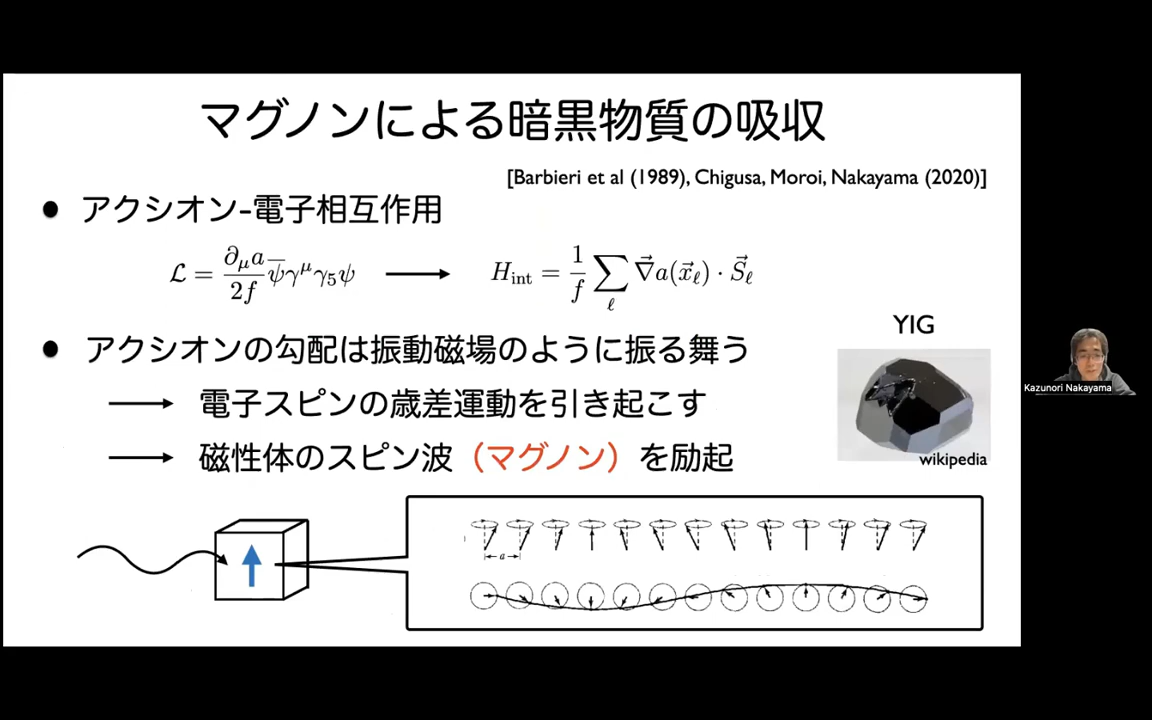 マグノンによる暗黒物質の吸収
[Barbieri et al (1989), Chigusa, Moroi, Nakayama (2020)]
● アクシオン-電子相互作用
ℒ = ∂_μ a / 2f ψ̄γ^μ γ_5 ψ ⟶ H_int = 1/f ∑_ℓ ∇⃗a(x⃗_ℓ) · S⃗_ℓ
● アクシオンの勾配は振動磁場のように振る舞う
⟶ 電子スピンの歳差運動を引き起こす
⟶ 磁性体のスピン波（マグノン）を励起
YIG
wikipedia
a
Kazunori Nakayama